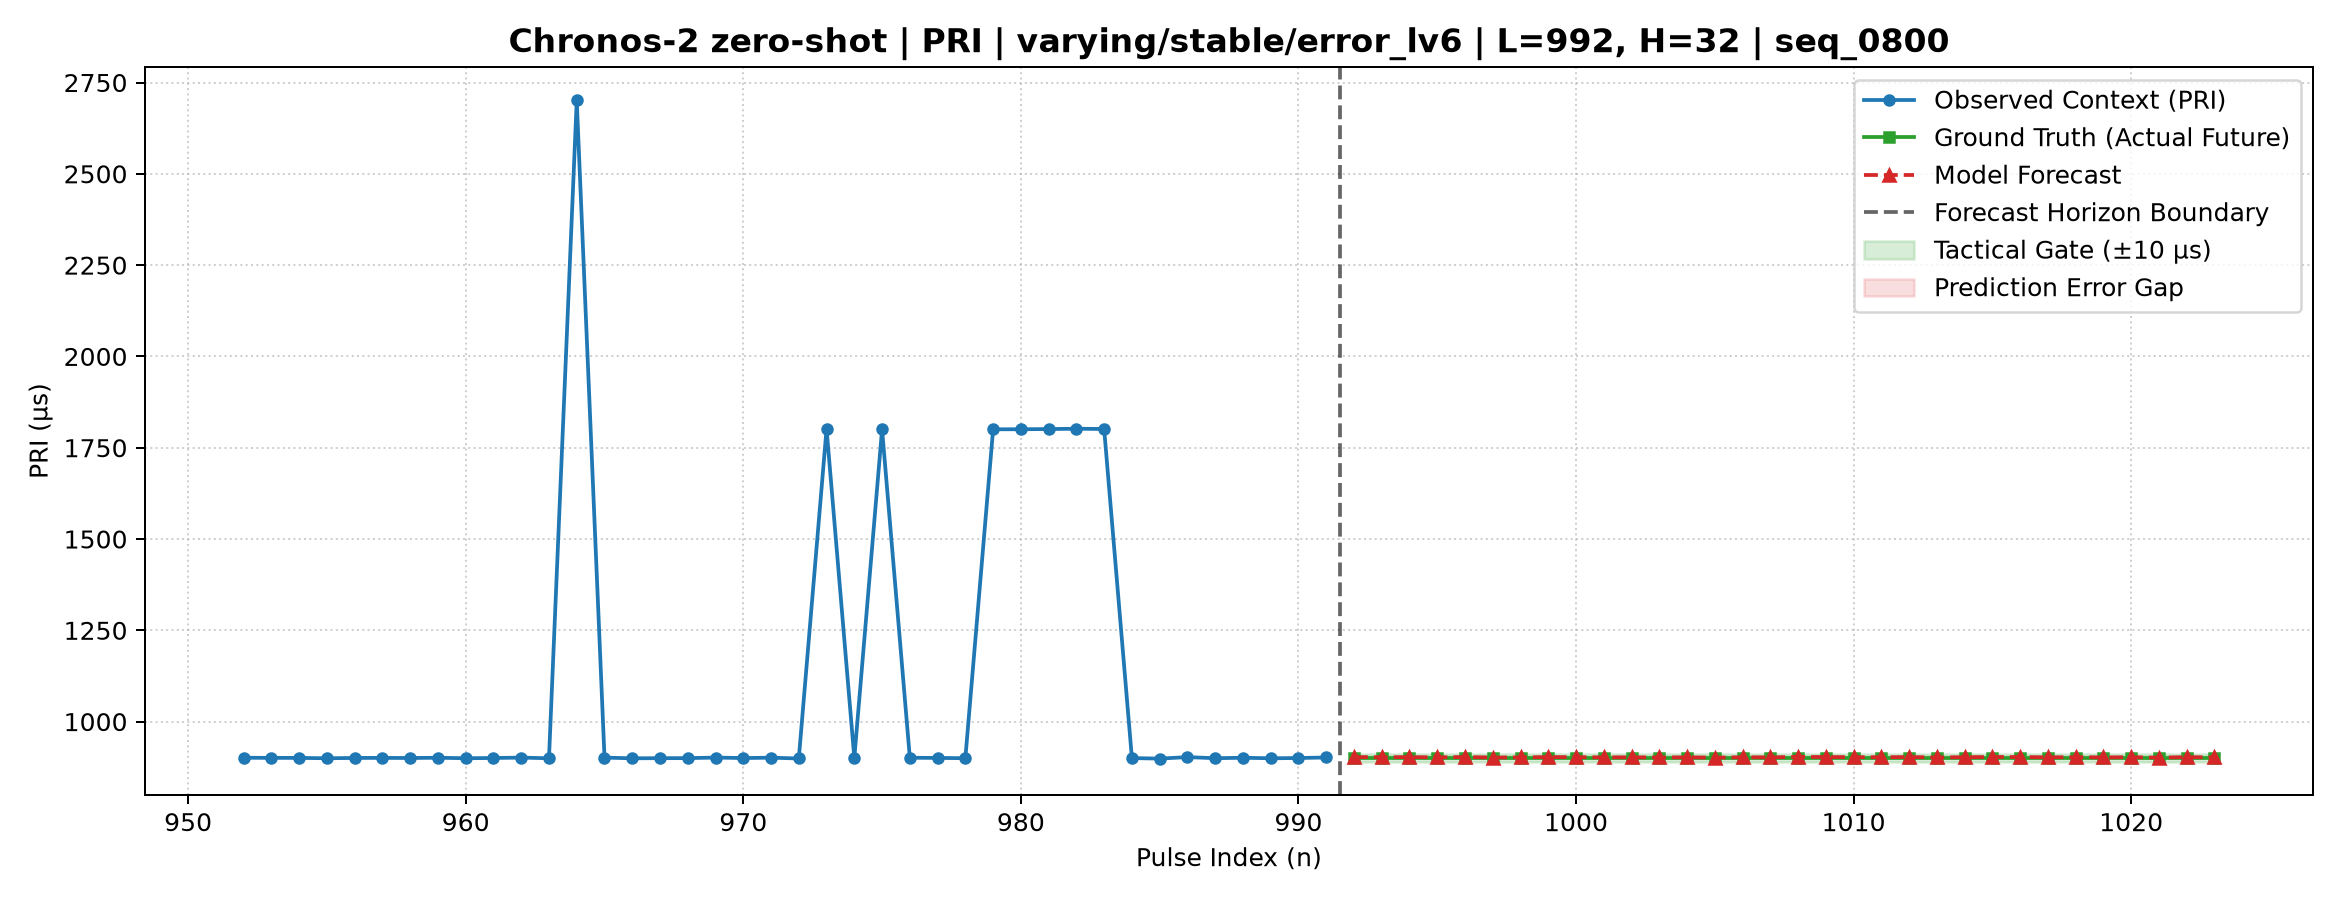 Chronos-2 zero-shot | PRI | varying/stable/error_lv6 | L=992, H=32 | seq_0800
PRI (µs)
2750
2500
2250
2000
1750
1500
1250
1000
Observed Context (PRI)
Ground Truth (Actual Future)
Model Forecast
Forecast Horizon Boundary
Tactical Gate (±10 µs)
Prediction Error Gap
950 960 970 980 990 1000 1010 1020
Pulse Index (n)